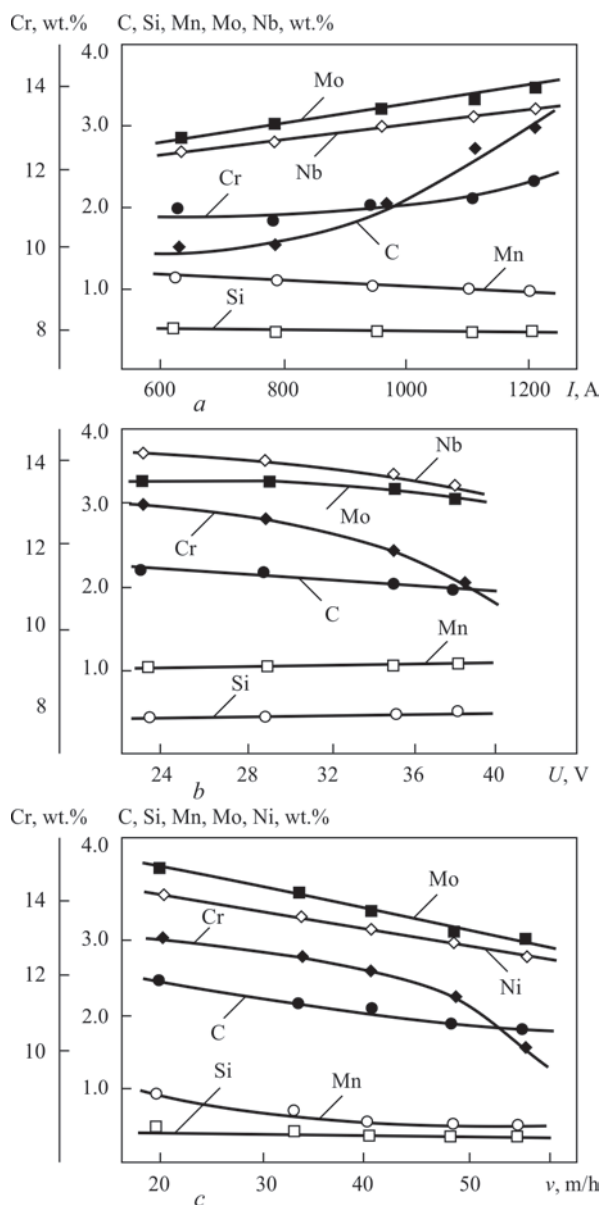 Cr, wt.% C, Si, Mn, Mo, Nb, wt.%
4.0
14
Mo
3.0
12
Nb
Cr
2.0
10
C
Mn
1.0
Si
8
600 800 1000 1200 I, A
a
4.0
14
Nb
3.0
Mo
12
Cr
2.0
C
10
Mn
1.0
Si
8
24 28 32 36 40 U, V
b
Cr, wt.% C, Si, Mn, Mo, Ni, wt.%
4.0
14
Mo
Cr
3.0
12
Ni
2.0
C
10
Si
1.0
Mn
20 30 40 50 v, m/h
c